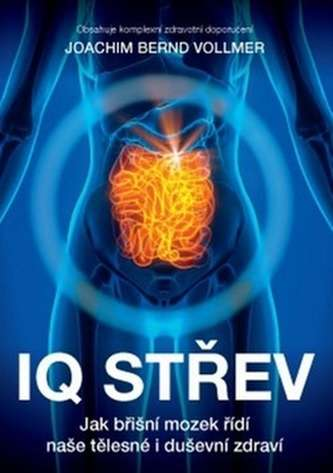 Obsahuje komplexní zdravotní doporučení
JOACHIM BERND VOLLMER
IQ STŘEV
Jak břišní mozek řídí
naše tělesné i duševní zdraví